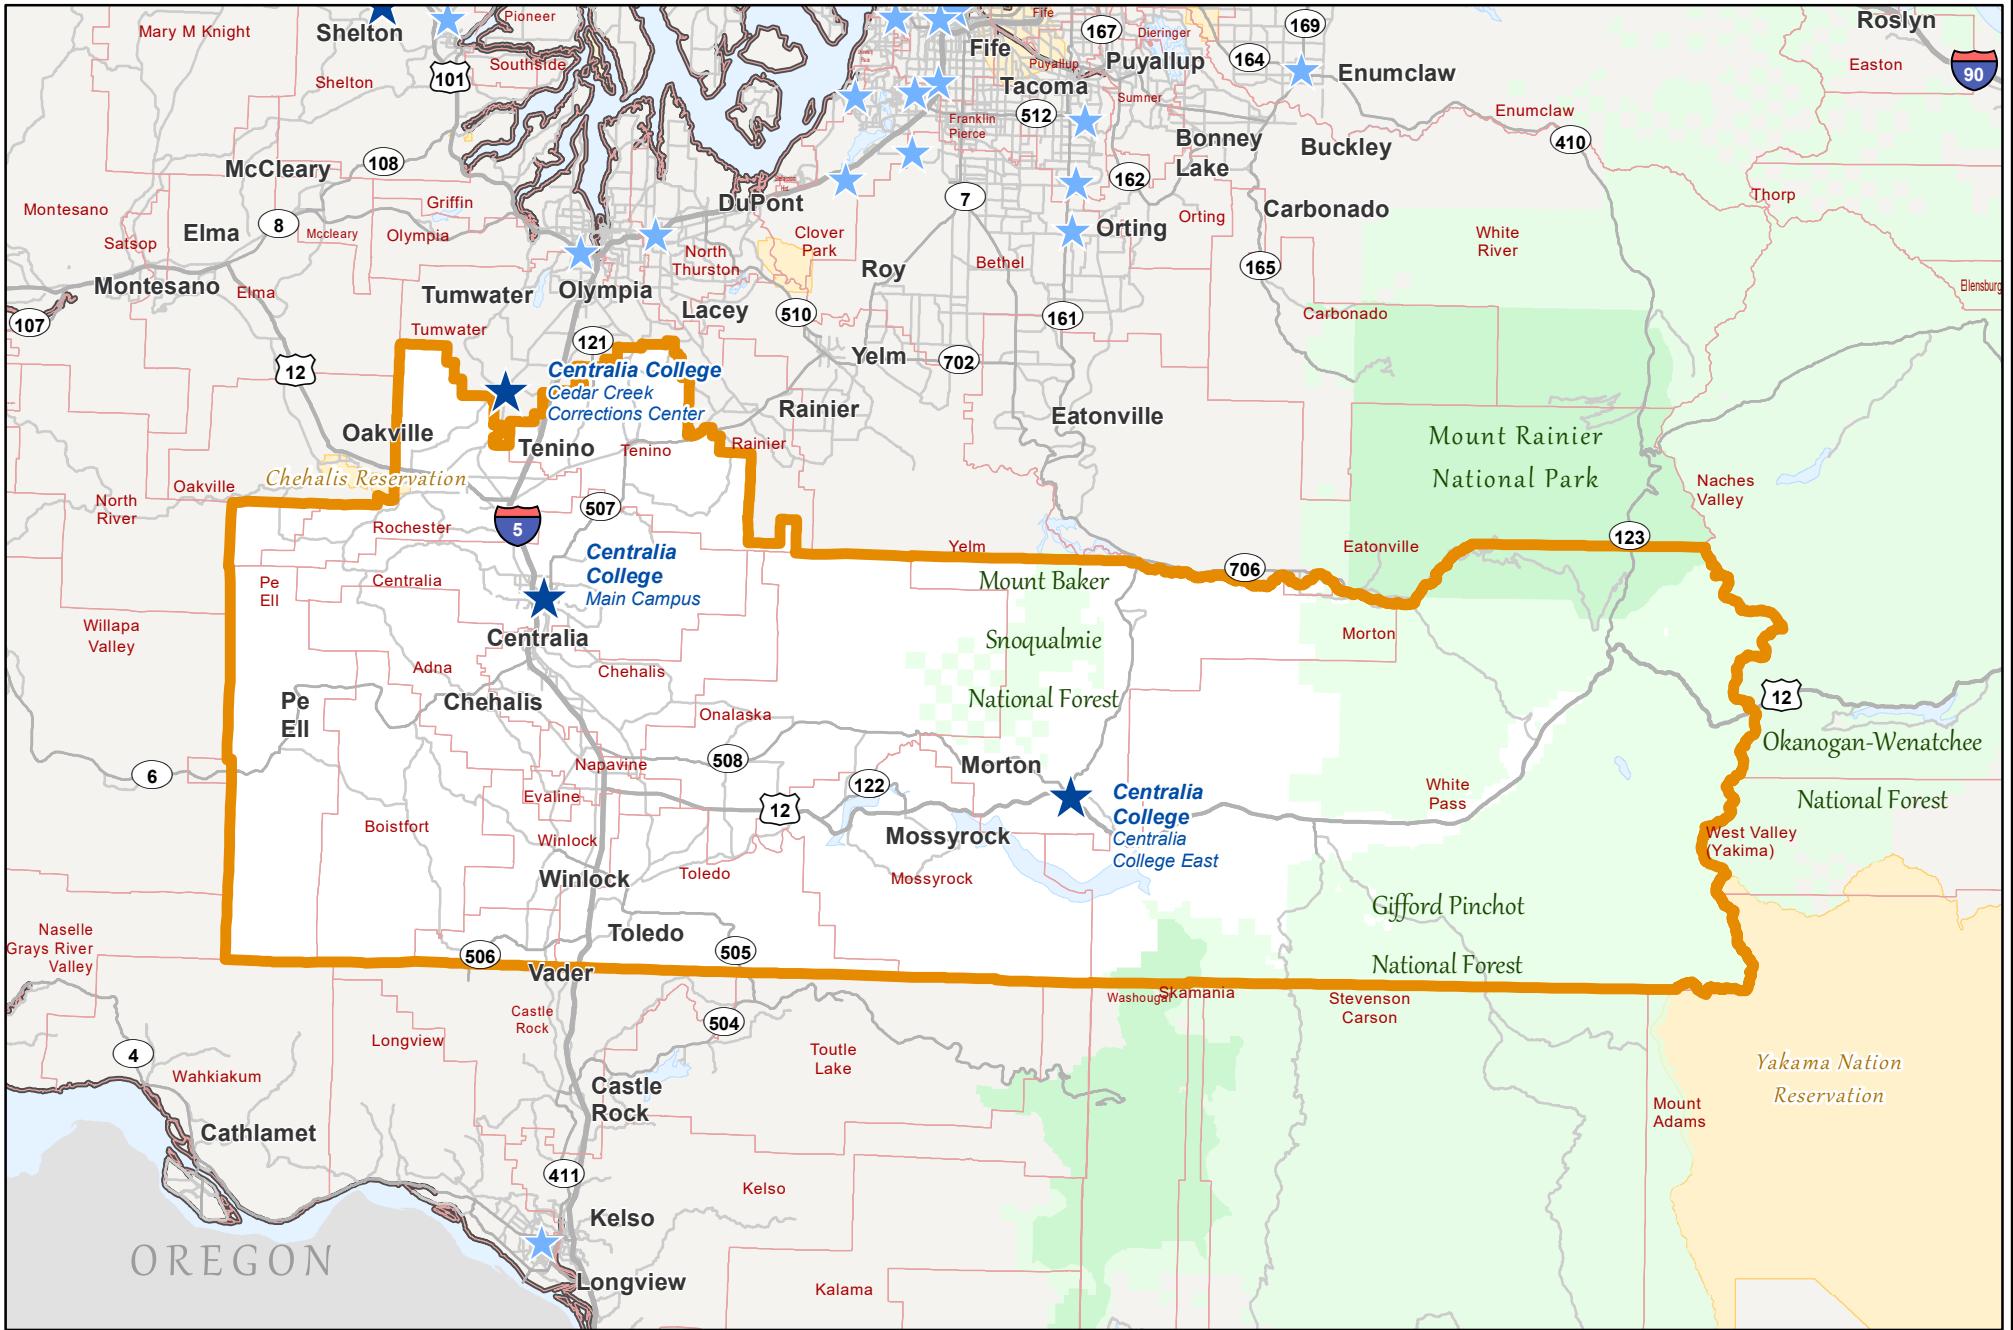 Mary M Knight
Shelton
Pioneer
Fife
Fife
167
Dieringer
169
Roslyn
Shelton
101
Southside
Puyallup
Puyallup
164
Enumclaw
Easton
90
Tacoma
Sumner
512
Franklin
Pierce
Enumclaw
McCleary
108
Bonney
Lake
Buckley
410
162
Montesano
Griffin
DuPont
7
Carbonado
Thorp
Satsop
Elma
8
Mccleary
Olympia
Clover
Park
Orting
Orting
White
River
North
Thurston
Bethel
165
Montesano
Elma
Tumwater
Olympia
Roy
Ellensburg
107
Lacey
510
161
Carbonado
Tumwater
121
Yelm
702
12
Centralia College
Cedar Creek
Corrections Center
Rainier
Eatonville
Oakville
Tenino
Tenino
Rainier
Mount Rainier
National Park
Chehalis Reservation
Oakville
North
River
Naches
Valley
507
Rochester
5
123
Centralia
College
Main Campus
Yelm
Eatonville
706
Pe
Ell
Centralia
Mount Baker
Snoqualmie
National Forest
Willapa
Valley
Centralia
Morton
Adna
Chehalis
Pe
Ell
Chehalis
Onalaska
12
Okanogan-Wenatchee
National Forest
6
Napavine
508
Morton
122
Evaline
12
Centralia
College
Centralia
College East
White
Pass
Boistfort
Winlock
Mossyrock
West Valley
(Yakima)
Winlock
Toledo
Mossyrock
Gifford Pinchot
National Forest
Naselle
Grays River
Valley
Toledo
506
505
Vader
Washougal
Skamania
Stevenson
Carson
Castle
Rock
504
Longview
4
Toutle
Lake
Wahkiakum
Castle
Rock
Yakama Nation
Reservation
Mount
Adams
Cathlamet
411
Kelso
Kelso
OREGON
Longview
Kalama